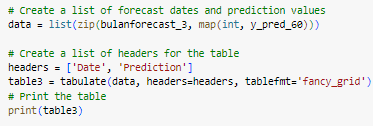 # Create a list of forecast dates and prediction values
data = list(zip(bulanforecast_3, map(int, y_pred_60)))
# Create a list of headers for the table
headers = ['Date', 'Prediction']
table3 = tabulate(data, headers=headers, tablefmt='fancy_grid')
# Print the table
print(table3)